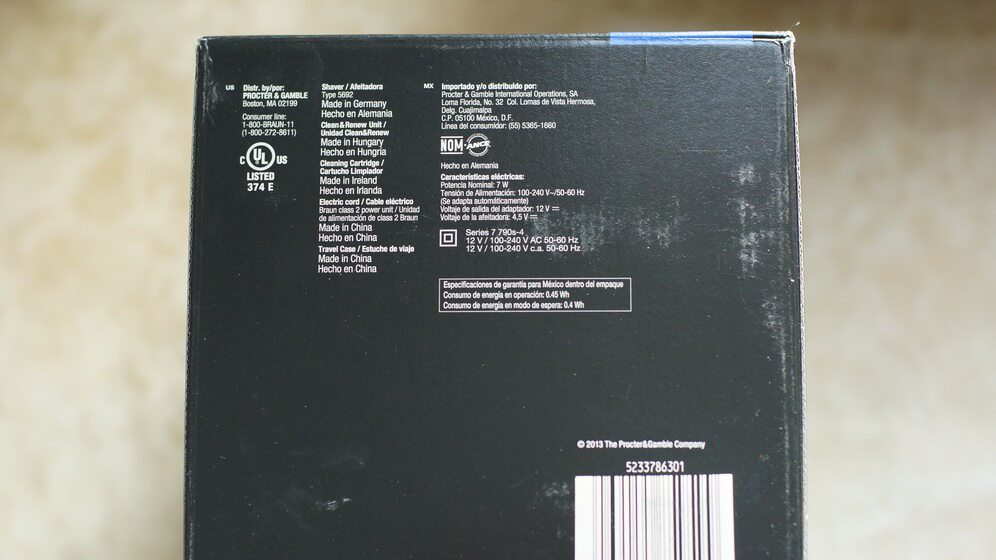 US
Distr. by/por:
PROCTER & GAMBLE
Boston, MA 02199
Consumer line:
1-800-BRAUN-11
(1-800-272-8611)
C UL US
LISTED
374 E
Shaver / Afeitadora
Type 5692
Made in Germany
Hecho en Alemania
Clean&Renew Unit /
Unidad Clean&Renew
Made in Hungary
Hecho en Hungría
Cleaning Cartridge /
Cartucho Limpiador
Made in Ireland
Hecho en Irlanda
Electric cord / Cable eléctrico
Braun class 2 power unit / Unidad
de alimentación de class 2 Braun
Made in China
Hecho en China
Travel Case / Estuche de viaje
Made in China
Hecho en China
MX
Importado y/o distribuido por:
Procter & Gamble International Operations, SA
Loma Florida, No. 32 Col. Lomas de Vista Hermosa,
Delg. Cuajimalpa
C.P. 05100 México, D.F.
Línea del consumidor: (55) 5365-1660
NOM-ANCE
Hecho en Alemania
Características eléctricas:
Potencia Nominal: 7 W
Tensión de Alimentación: 100-240 V~/50-60 Hz
(Se adapta automáticamente)
Voltaje de salida del adaptador: 12 V ⎓
Voltaje de la afeitadora: 4,5 V ⎓
Series 7 790s-4
12 V / 100-240 V AC 50-60 Hz
12 V / 100-240 V c.a. 50-60 Hz
Especificaciones de garantía para México dentro del empaque
Consumo de energía en operación: 0.45 Wh
Consumo de energía en modo de espera: 0.4 Wh
© 2013 The Procter&Gamble Company
5233786301